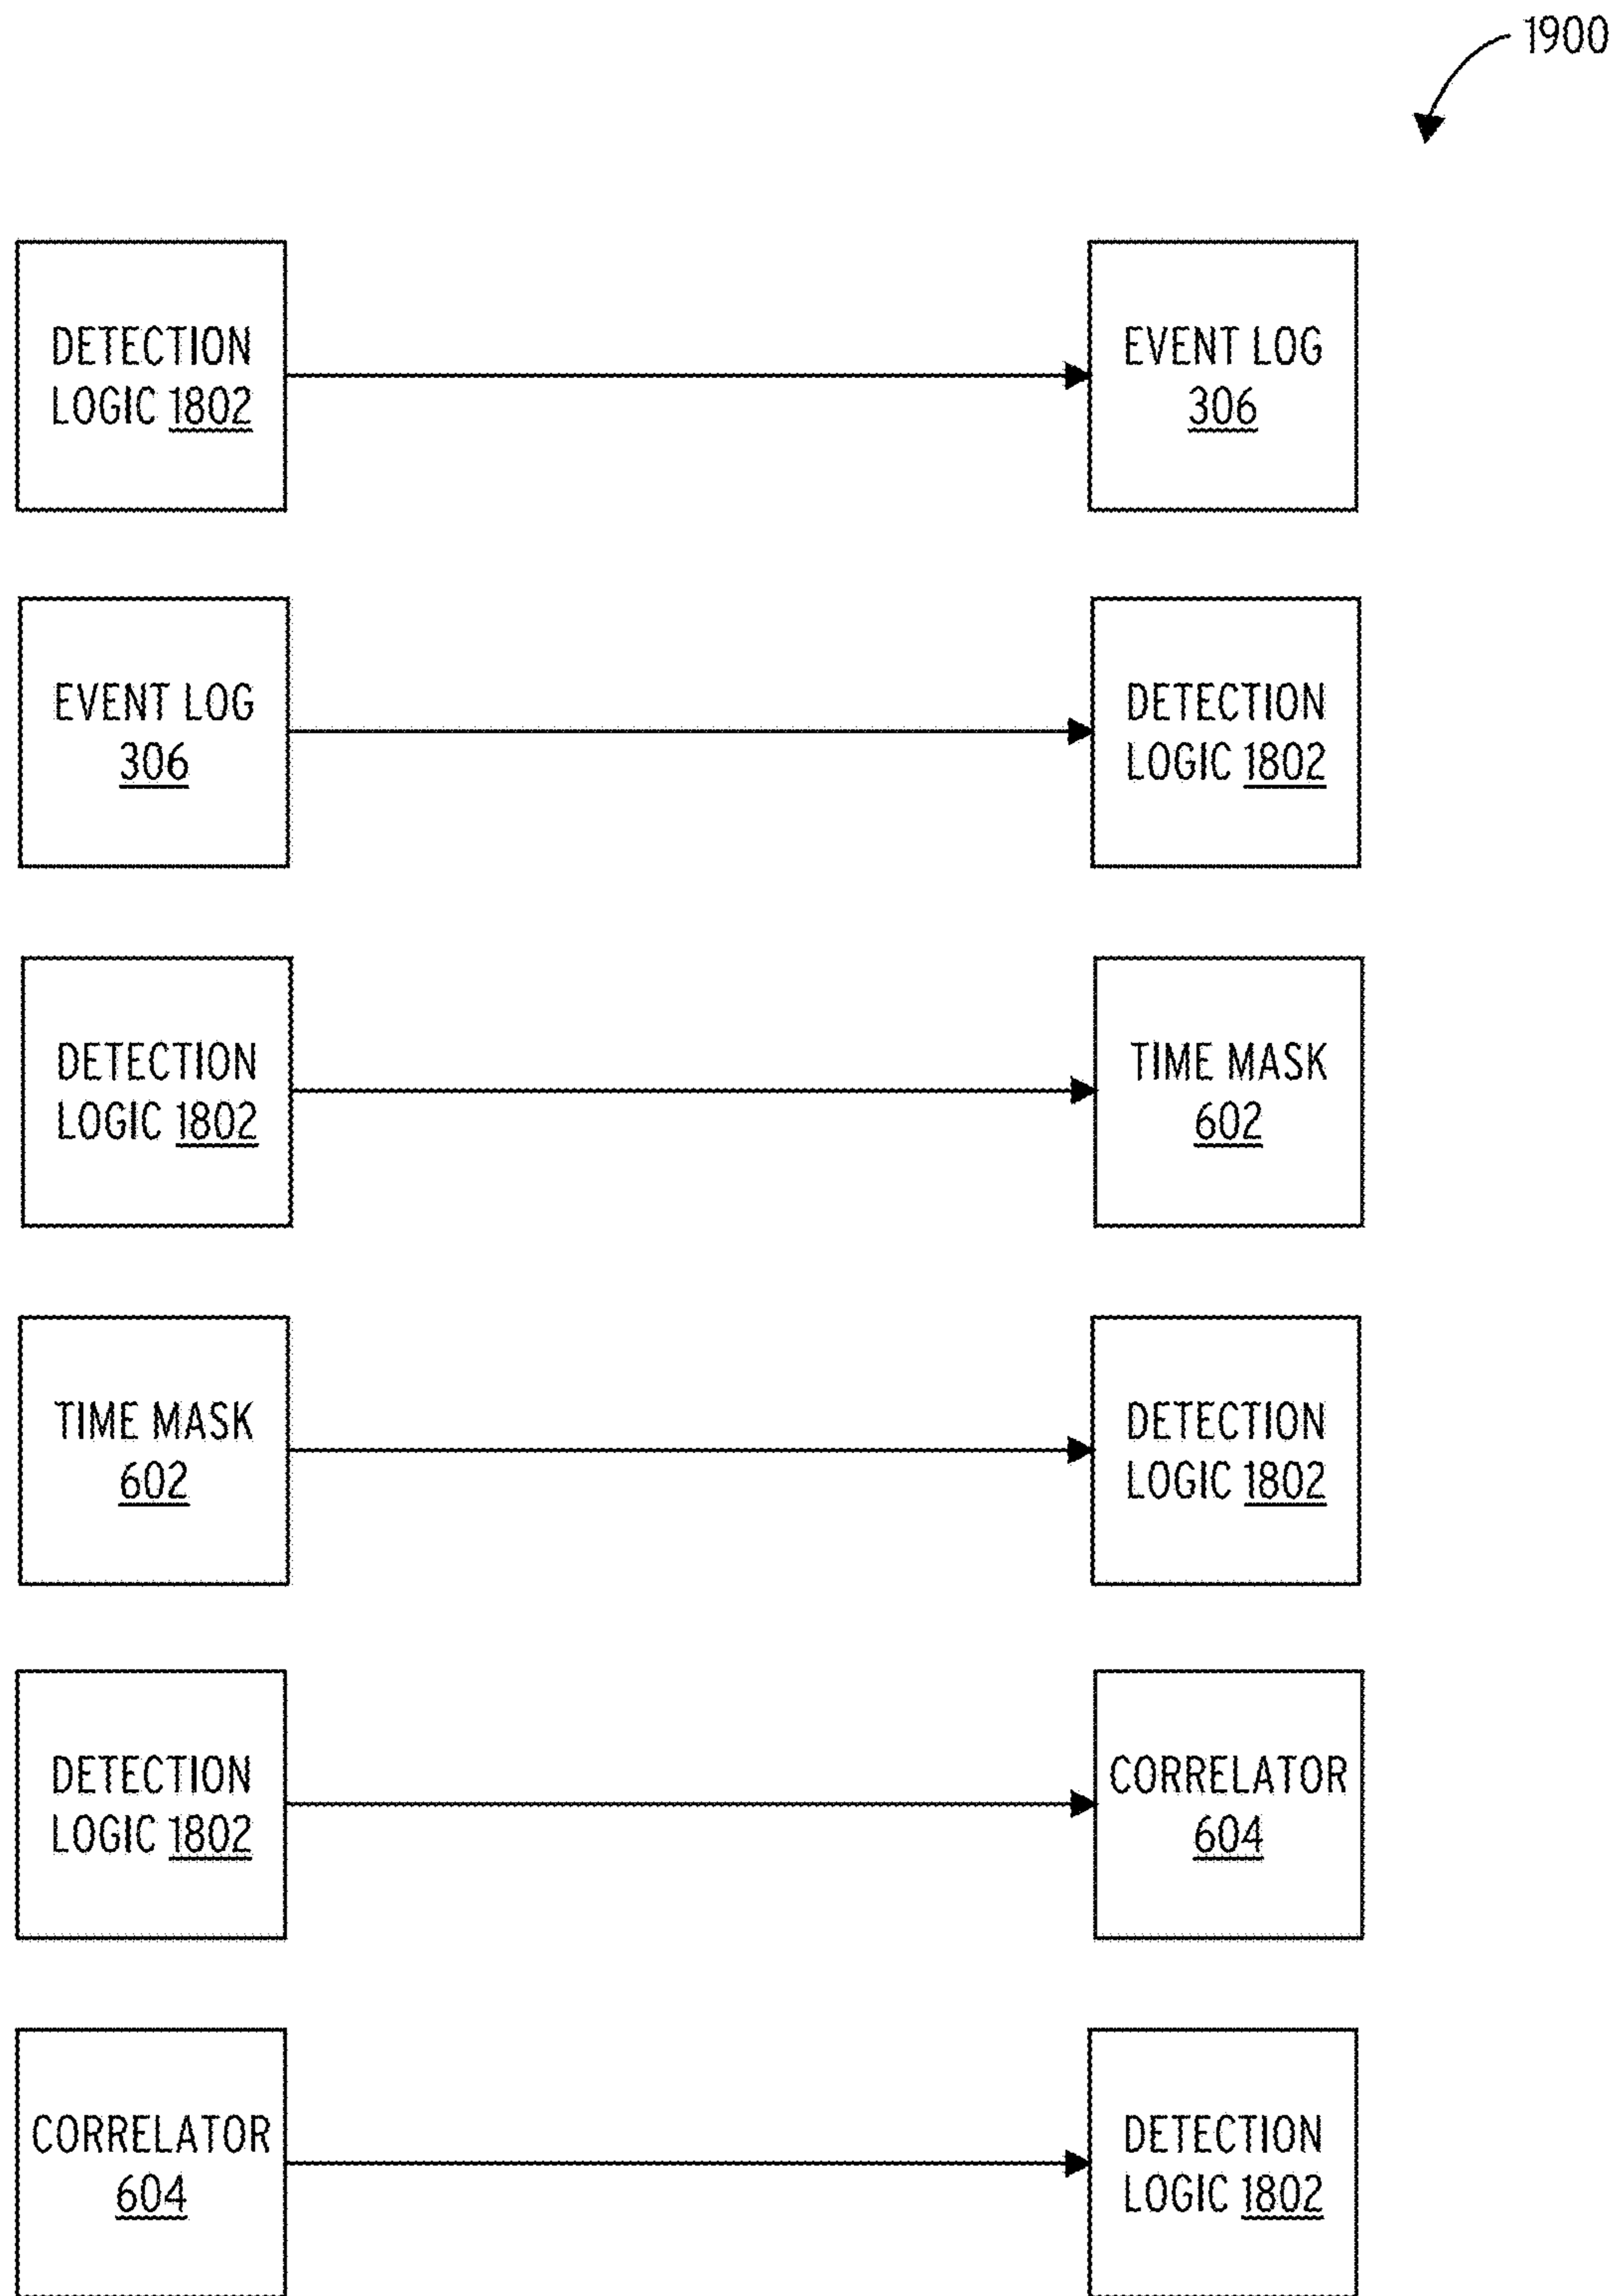 1900
DETECTION
LOGIC 1802
EVENT LOG
306
EVENT LOG
306
DETECTION
LOGIC 1802
DETECTION
LOGIC 1802
TIME MASK
602
TIME MASK
602
DETECTION
LOGIC 1802
DETECTION
LOGIC 1802
CORRELATOR
604
CORRELATOR
604
DETECTION
LOGIC 1802